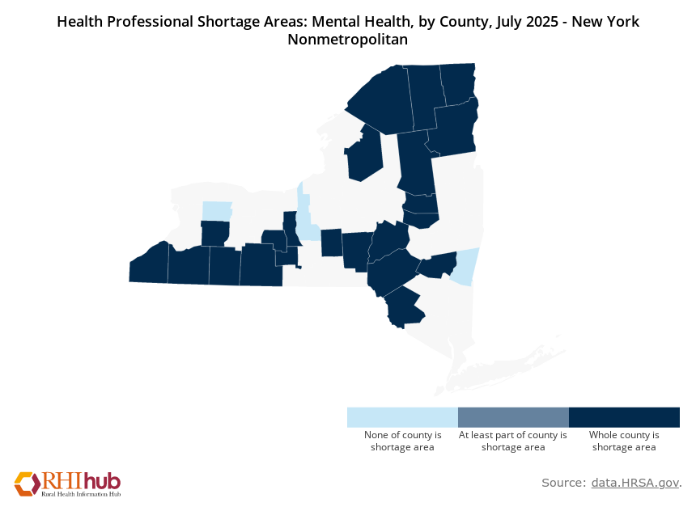 Health Professional Shortage Areas: Mental Health, by County, July 2025 - New York
Nonmetropolitan
None of county is
shortage area
At least part of county is
shortage area
Whole county is
shortage area
RHIhub
Rural Health Information Hub
Source: data.HRSA.gov.